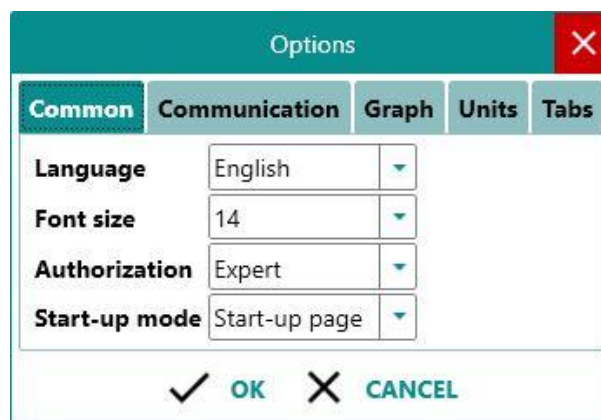 Options
Common Communication Graph Units Tabs
Language English
Font size 14
Authorization Expert
Start-up mode Start-up page
OK CANCEL